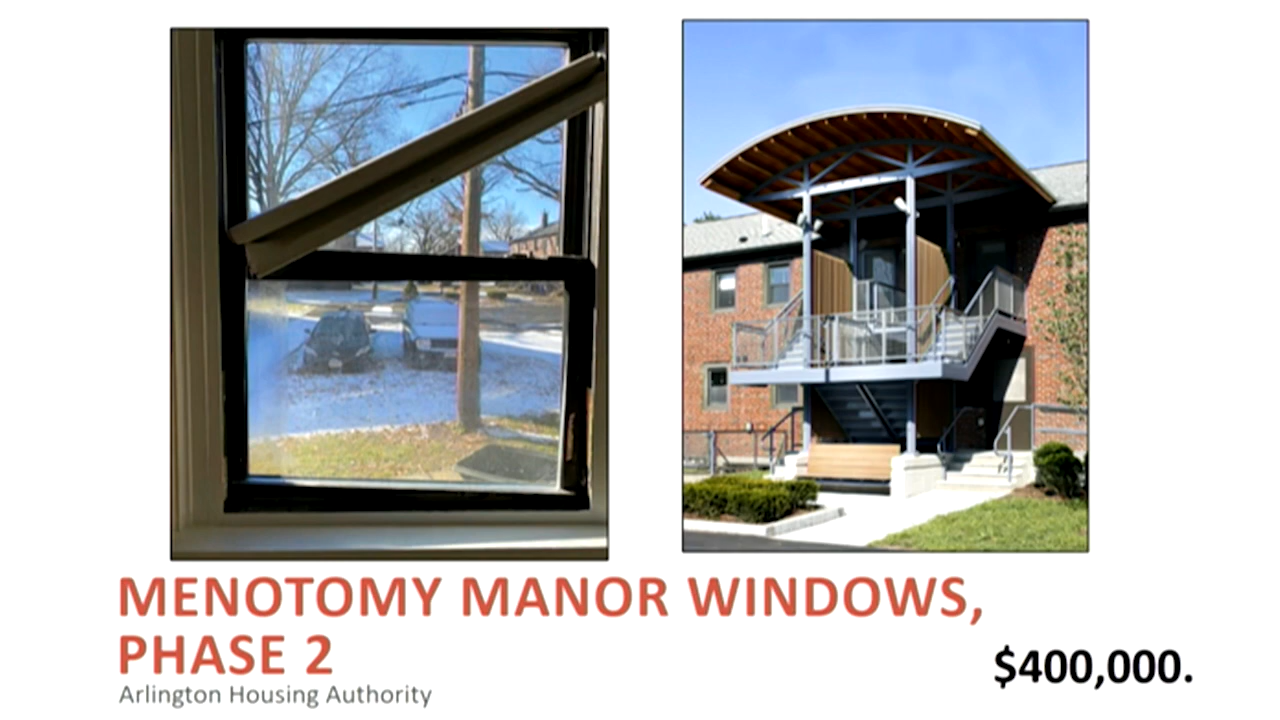 MENOTOMY MANOR WINDOWS,
PHASE 2
Arlington Housing Authority
$400,000.